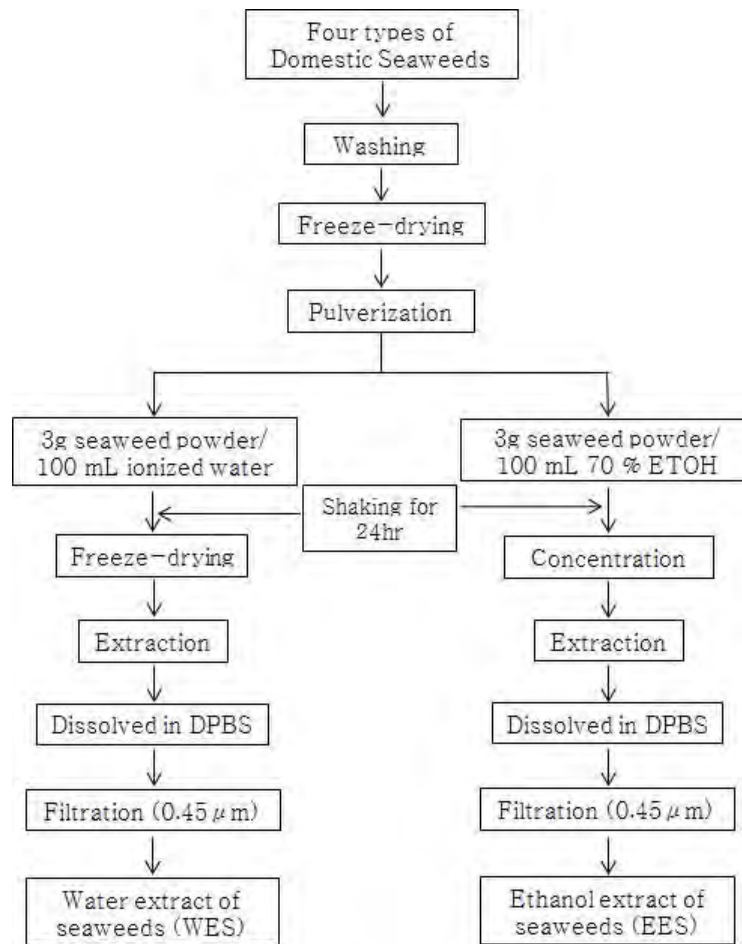 Four types of
Domestic Seaweeds
Washing
Freeze-drying
Pulverization
3g seaweed powder/
100 mL ionized water
3g seaweed powder/
100 mL 70 % ETOH
Shaking for
24hr
Freeze-drying
Concentration
Extraction
Extraction
Dissolved in DPBS
Dissolved in DPBS
Filtration (0.45 μm)
Filtration (0.45 μm)
Water extract of
seaweeds (WES)
Ethanol extract of
seaweeds (EES)